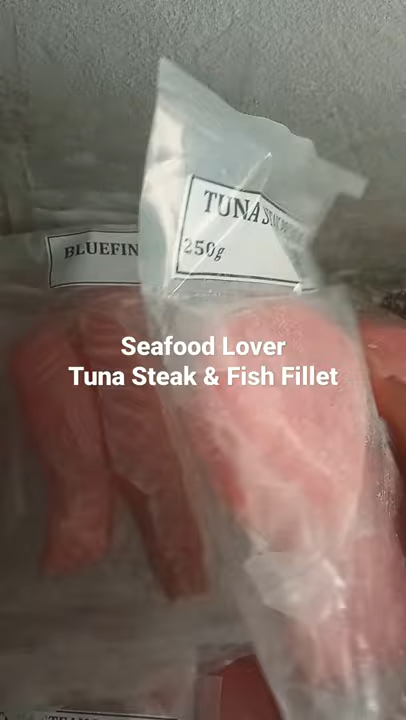 TUNA
250g
BLUEFIN
Seafood Lover
Tuna Steak & Fish Fillet